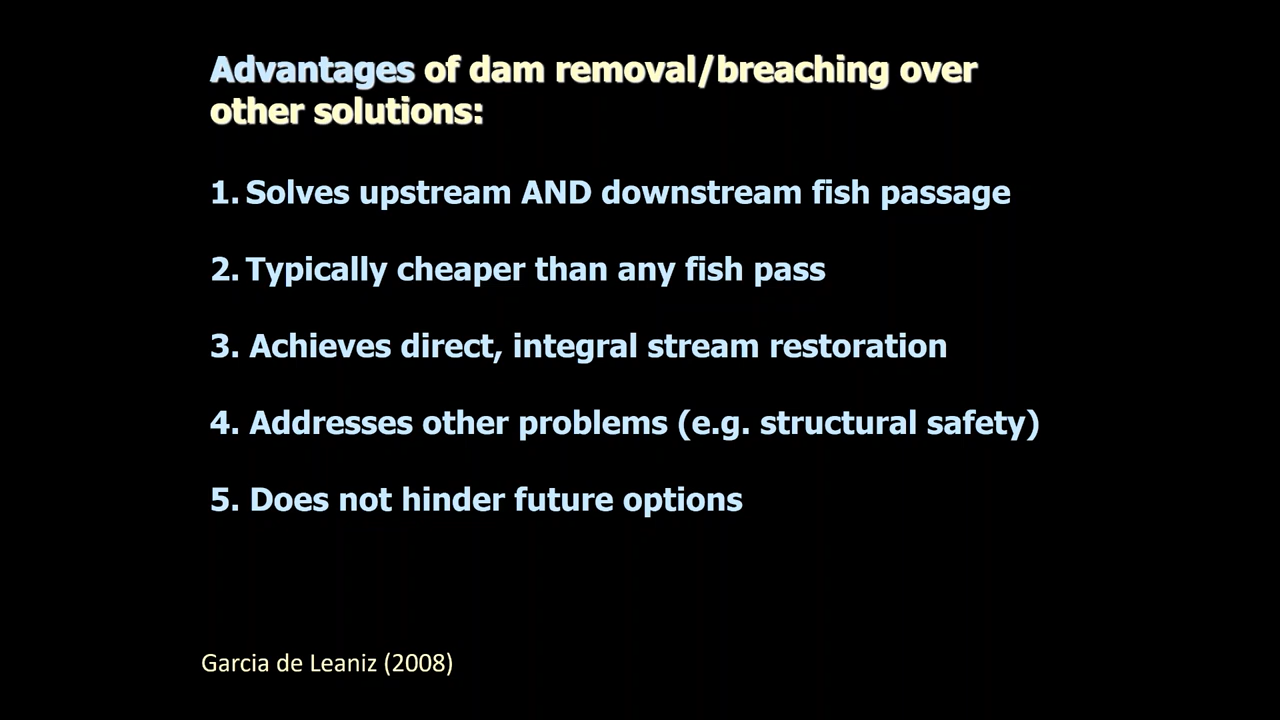 Advantages of dam removal/breaching over
other solutions:
1. Solves upstream AND downstream fish passage
2. Typically cheaper than any fish pass
3. Achieves direct, integral stream restoration
4. Addresses other problems (e.g. structural safety)
5. Does not hinder future options
Garcia de Leaniz (2008)